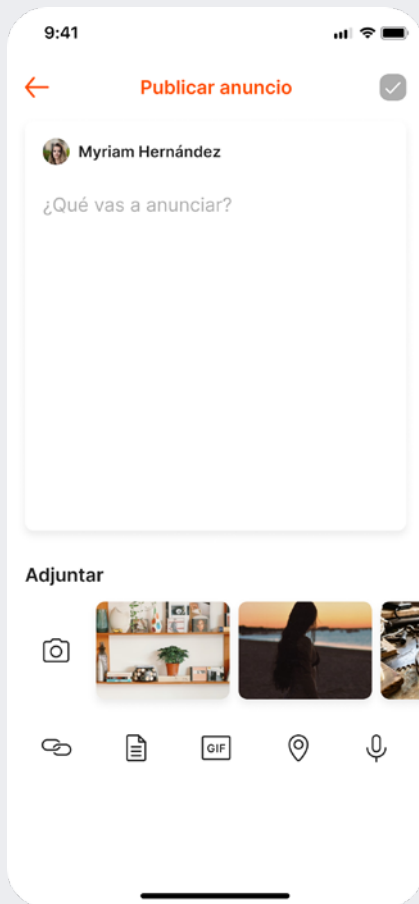 9:41
Publicar anuncio
Myriam Hernández
¿Qué vas a anunciar?
Adjuntar
GIF